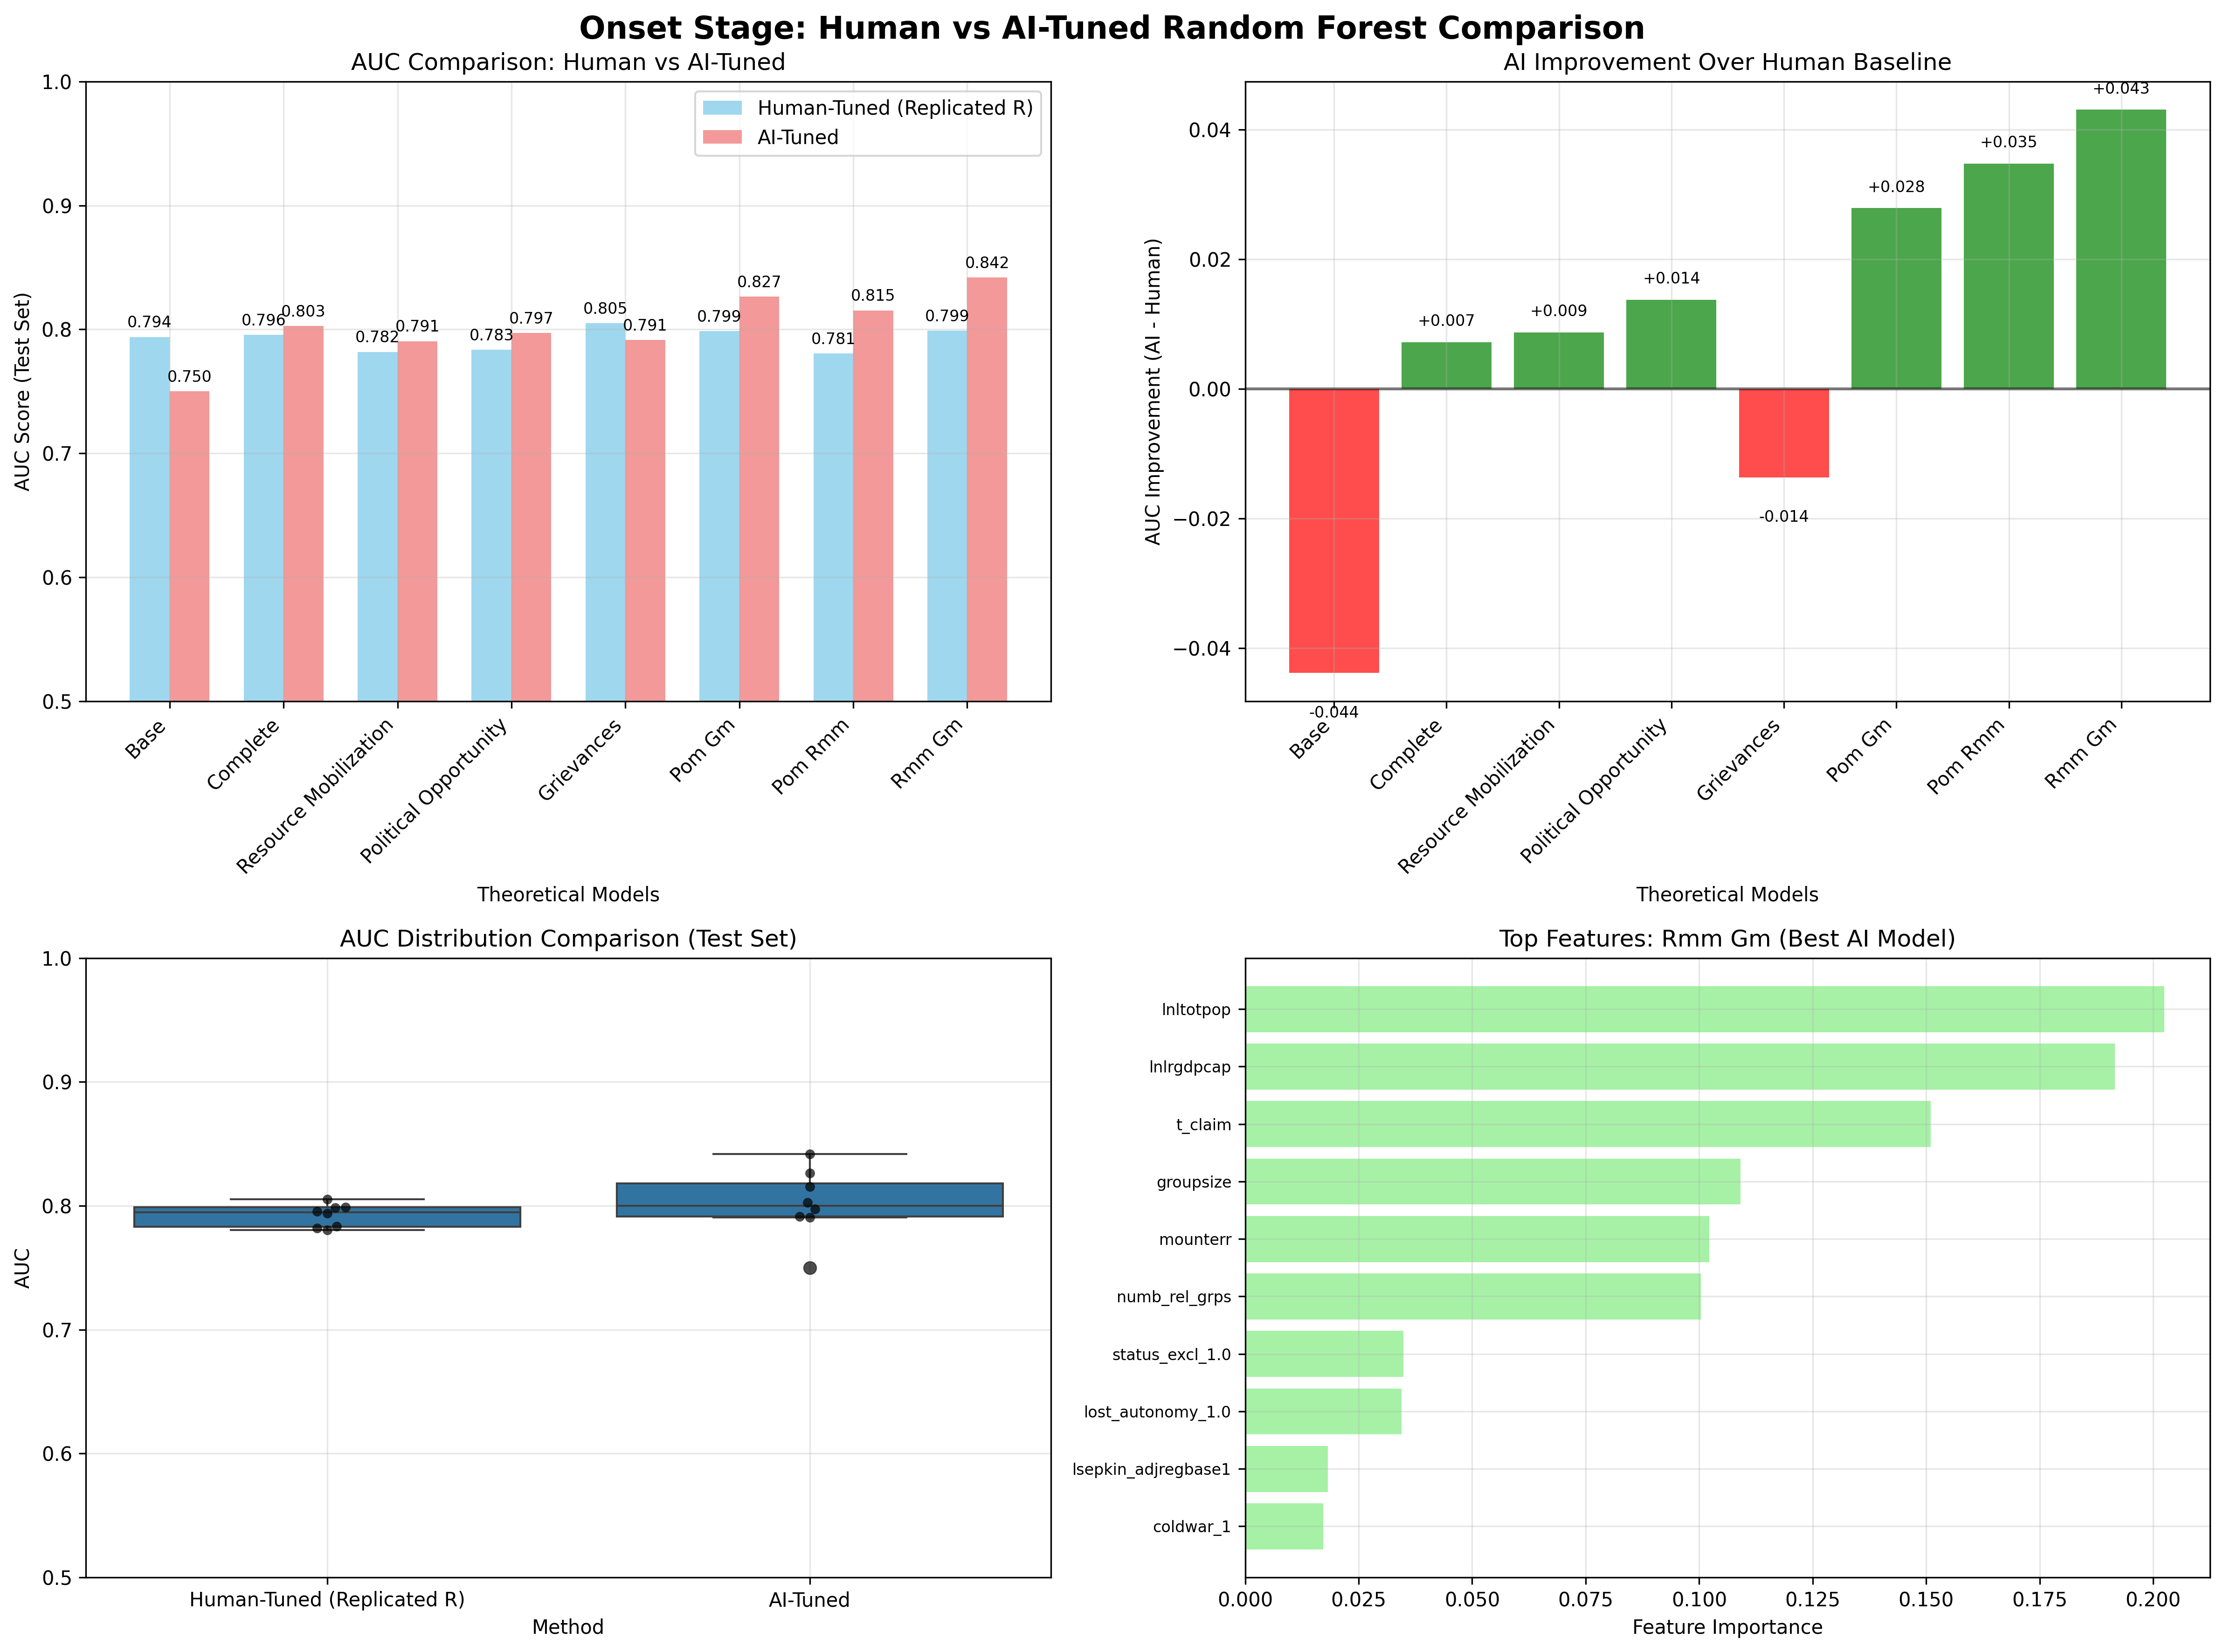 Onset Stage: Human vs AI-Tuned Random Forest Comparison
AUC Comparison: Human vs AI-Tuned
AUC Score (Test Set)
1.0
0.9
0.8
0.7
0.6
0.5
Human-Tuned (Replicated R)
AI-Tuned
0.794
0.750
0.796
0.803
0.782
0.791
0.783
0.797
0.805
0.791
0.799
0.827
0.781
0.815
0.799
0.842
Base
Complete
Resource Mobilization
Political Opportunity
Grievances
Pom Gm
Pom Rmm
Rmm Gm
Theoretical Models
AI Improvement Over Human Baseline
AUC Improvement (AI - Human)
0.04
0.02
0.00
−0.02
−0.04
-0.044
+0.007
+0.009
+0.014
-0.014
+0.028
+0.035
+0.043
Base
Complete
Resource Mobilization
Political Opportunity
Grievances
Pom Gm
Pom Rmm
Rmm Gm
Theoretical Models
AUC Distribution Comparison (Test Set)
AUC
1.0
0.9
0.8
0.7
0.6
0.5
Human-Tuned (Replicated R)
AI-Tuned
Method
Top Features: Rmm Gm (Best AI Model)
lnltotpop
lnlrgdpcap
t_claim
groupsize
mounterr
numb_rel_grps
status_excl_1.0
lost_autonomy_1.0
lsepkin_adjregbase1
coldwar_1
0.000
0.025
0.050
0.075
0.100
0.125
0.150
0.175
0.200
Feature Importance